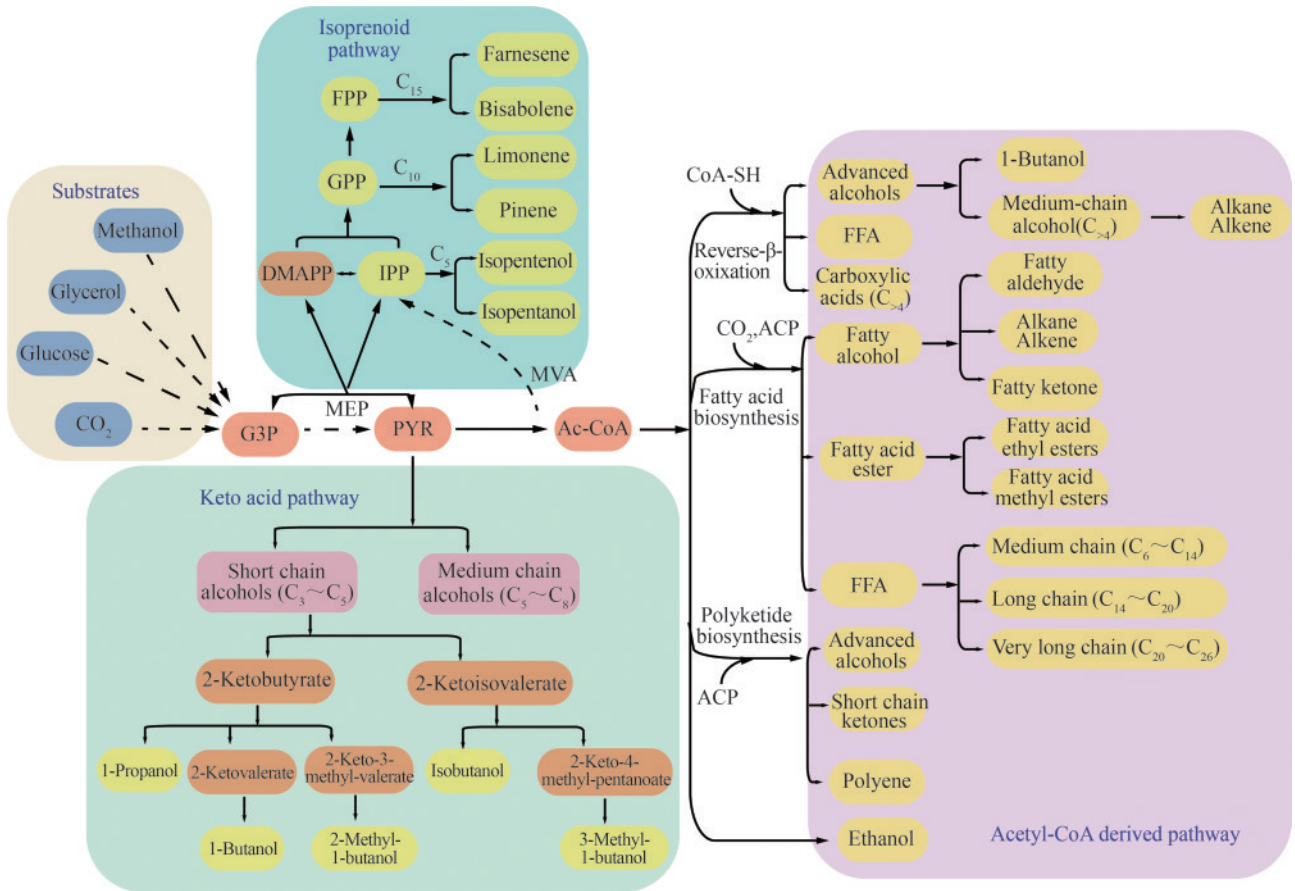 Isoprenoid
pathway
Farnesene
C₁₅
FPP
Bisabolene
Limonene
C₁₀
GPP
Pinene
DMAPP
IPP
C₅
Isopentenol
Isopentanol
Substrates
Methanol
Glycerol
Glucose
CO₂
MEP
MVA
G3P
PYR
Ac-CoA
Keto acid pathway
Short chain
alcohols (C₃~C₅)
Medium chain
alcohols (C₅~C₈)
2-Ketobutyrate
2-Ketoisovalerate
1-Propanol
2-Ketovalerate
2-Keto-3-
methyl-valerate
Isobutanol
2-Keto-4-
methyl-pentanoate
1-Butanol
2-Methyl-
1-butanol
3-Methyl-
1-butanol
CoA-SH
Reverse-β-
oxixation
Advanced
alcohols
1-Butanol
Medium-chain
alcohol(C>4)
Alkane
Alkene
FFA
Carboxylic
acids (C>4)
CO₂,ACP
Fatty acid
biosynthesis
Fatty
alcohol
Fatty
aldehyde
Alkane
Alkene
Fatty ketone
Fatty acid
ester
Fatty acid
ethyl esters
Fatty acid
methyl esters
FFA
Medium chain (C₆~C₁₄)
Long chain (C₁₄~C₂₀)
Very long chain (C₂₀~C₂₆)
Polyketide
biosynthesis
ACP
Advanced
alcohols
Short chain
ketones
Polyene
Ethanol
Acetyl-CoA derived pathway